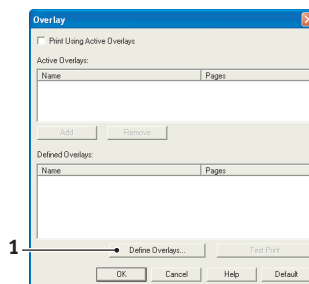 Overlay
Print Using Active Overlays
Active Overlays:
Name Pages
Add Remove
Defined Overlays:
Name Pages
1 Define Overlays... Test Print
OK Cancel Help Default